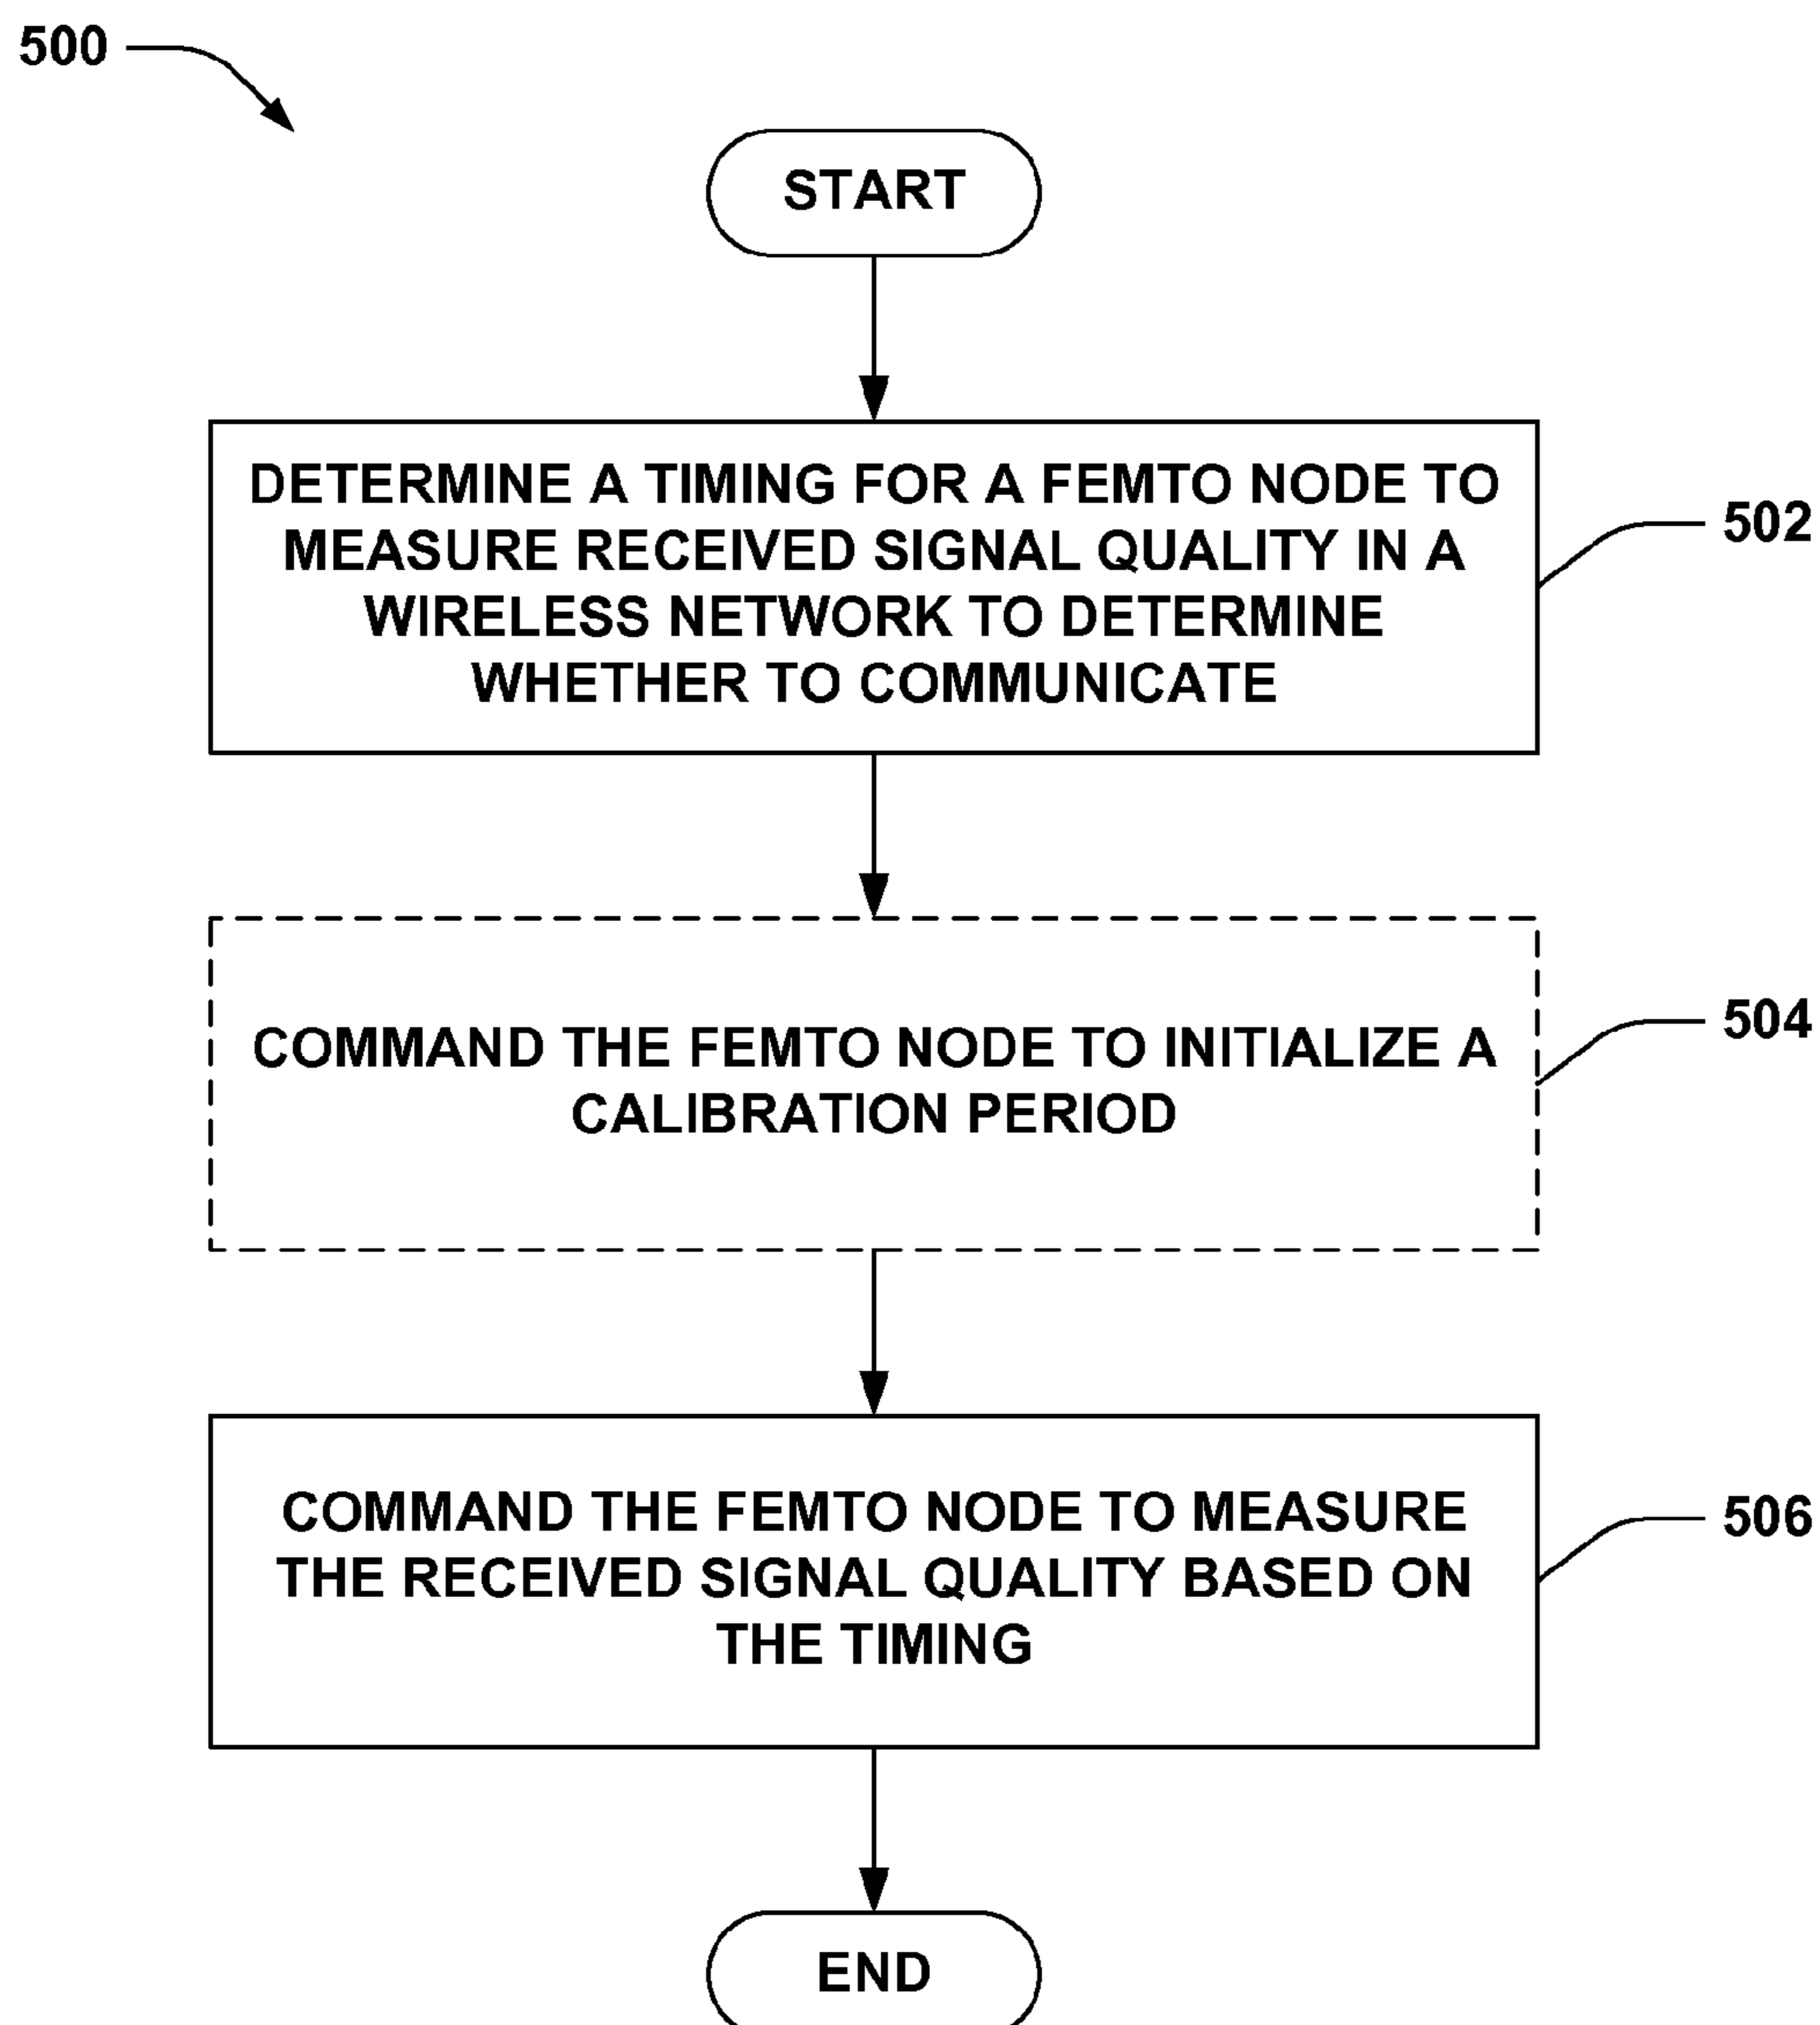 500
START
DETERMINE A TIMING FOR A FEMTO NODE TO
MEASURE RECEIVED SIGNAL QUALITY IN A
WIRELESS NETWORK TO DETERMINE
WHETHER TO COMMUNICATE
502
COMMAND THE FEMTO NODE TO INITIALIZE A
CALIBRATION PERIOD
504
COMMAND THE FEMTO NODE TO MEASURE
THE RECEIVED SIGNAL QUALITY BASED ON
THE TIMING
506
END